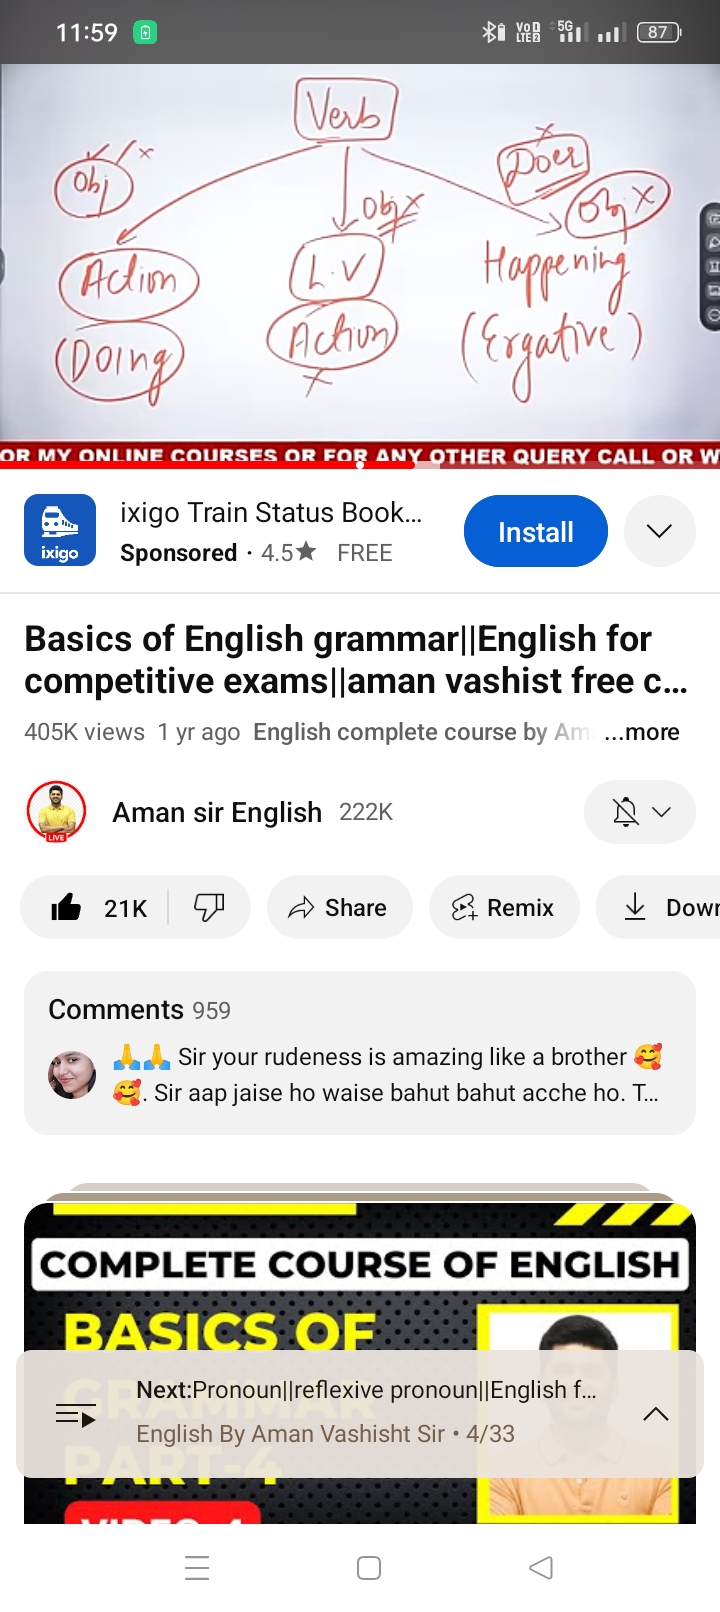 11:59
VoD LTE2 5G 87
Verb
Obj ✓ / x
Obj x
Doer x
Obj X
Action
L.V
Happening
(Doing)
Action
x
(Ergative)
OR MY ONLINE COURSES OR FOR ANY OTHER QUERY CALL OR W
ixigo
ixigo Train Status Book...
Install
Sponsored · 4.5★ FREE
Basics of English grammar||English for
competitive exams||aman vashist free c...
405K views 1 yr ago English complete course by Am ...more
LIVE
Aman sir English 222K
21K
Share
Remix
Down
Comments 959
🙏🙏 Sir your rudeness is amazing like a brother 🥰
🥰. Sir aap jaise ho waise bahut bahut acche ho. T...
COMPLETE COURSE OF ENGLISH
BASICS OF
GRAMMAR
PART-4
Next:Pronoun||reflexive pronoun||English f...
English By Aman Vashisht Sir • 4/33
VIDEO-4